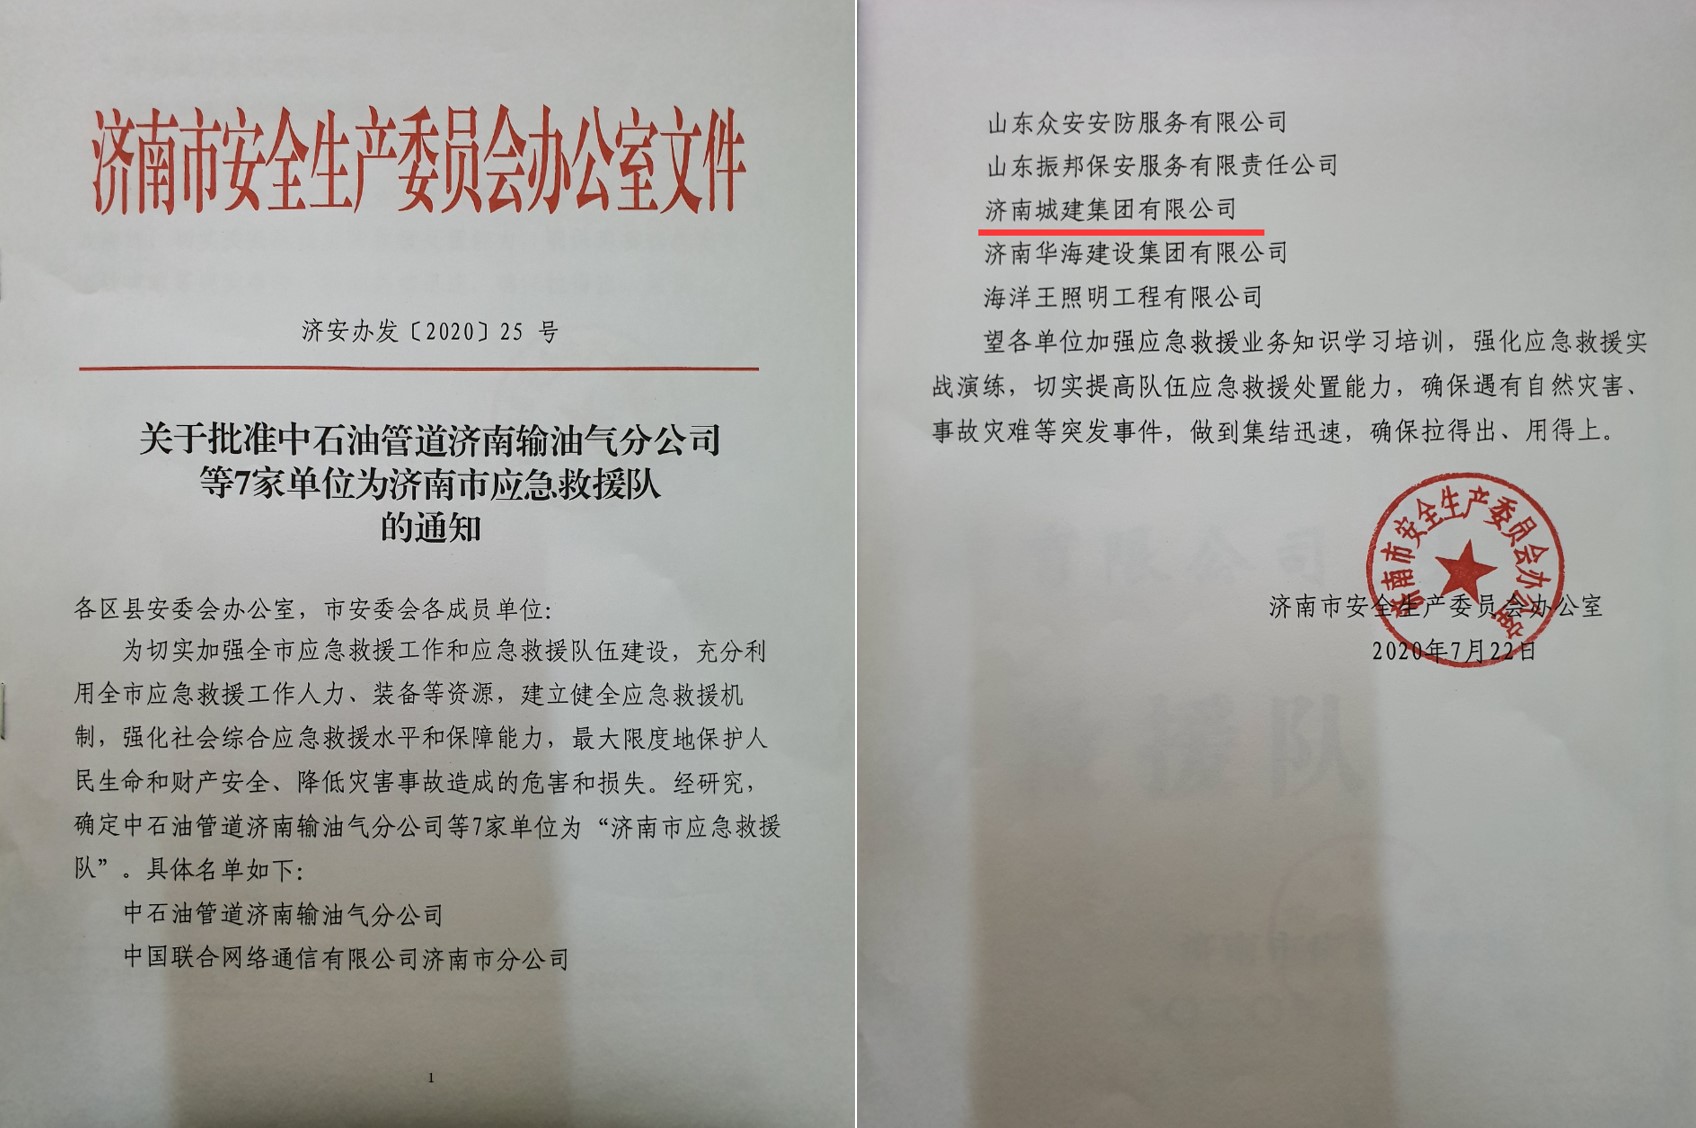 济南市安全生产委员会办公室文件
济安办发〔2020〕25 号
关于批准中石油管道济南输油气分公司
等7家单位为济南市应急救援队
的通知
各区县安委会办公室，市安委会各成员单位：
为切实加强全市应急救援工作和应急救援队伍建设，充分利
用全市应急救援工作人力、装备等资源，建立健全应急救援机
制，强化社会综合应急救援水平和保障能力，最大限度地保护人
民生命和财产安全、降低灾害事故造成的危害和损失。经研究，
确定中石油管道济南输油气分公司等7家单位为“济南市应急救援
队”。具体名单如下：
中石油管道济南输油气分公司
中国联合网络通信有限公司济南市分公司
1
山东众安安防服务有限公司
山东振邦保安服务有限责任公司
济南城建集团有限公司
济南华海建设集团有限公司
海洋王照明工程有限公司
望各单位加强应急救援业务知识学习培训，强化应急救援实
战演练，切实提高队伍应急救援处置能力，确保遇有自然灾害、
事故灾难等突发事件，做到集结迅速，确保拉得出、用得上。
济南市安全生产委员会办公室
济南市安全生产委员会办公室
2020年7月22日